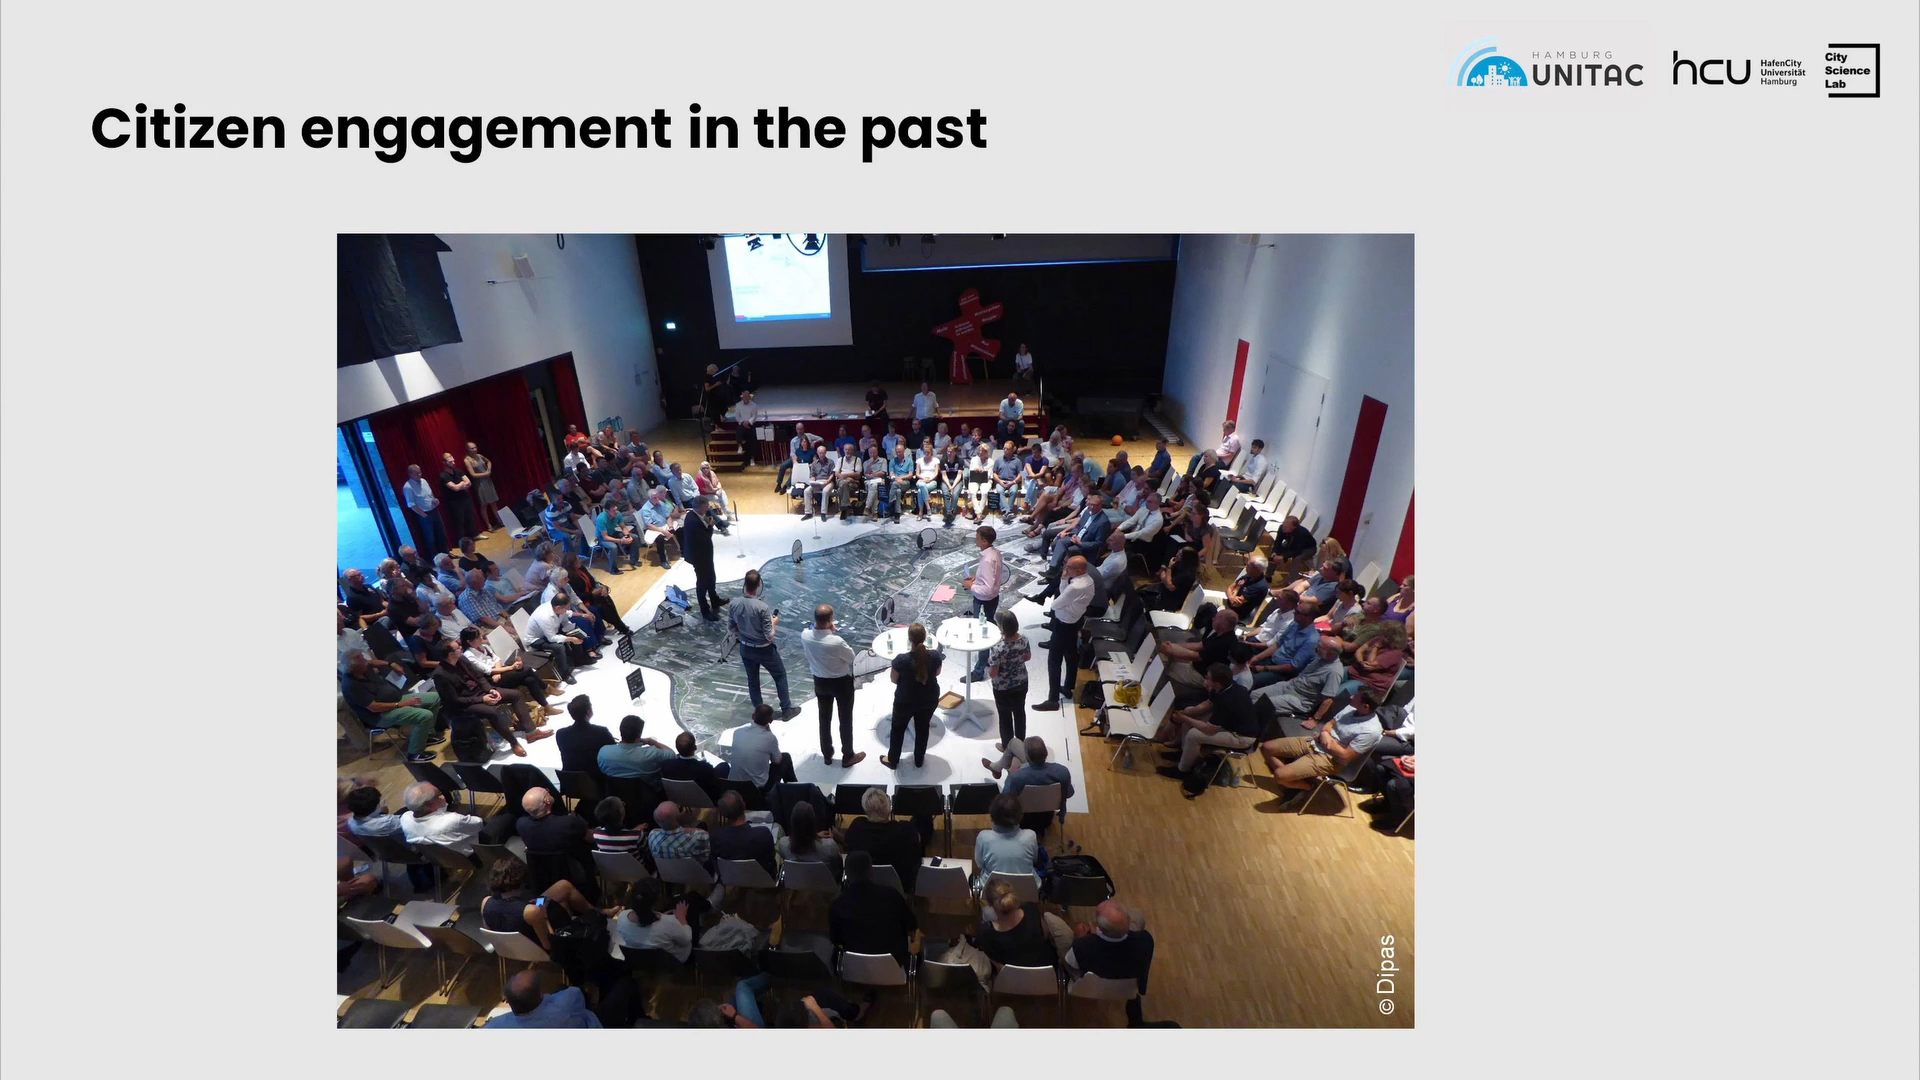 HAMBURG
UNITAC
hcu
HafenCity
Universität
Hamburg
City
Science
Lab
Citizen engagement in the past
© Dipas